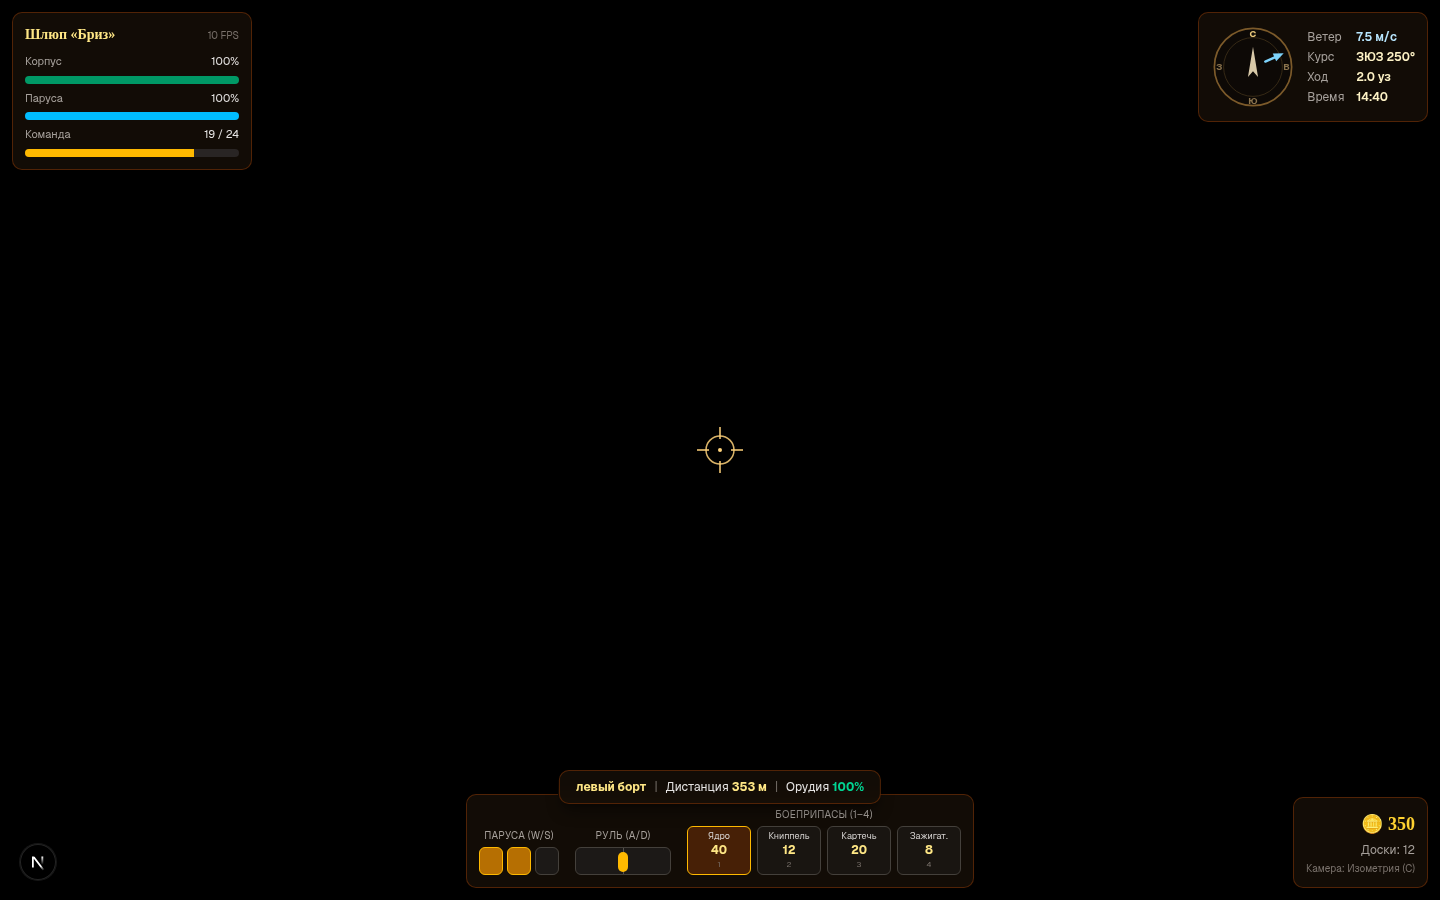 Шлюп «Бриз»
10 FPS
Корпус 100%
Паруса 100%
Команда 19 / 24
С
З
В
Ю
Ветер 7.5 м/с
Курс ЗЮЗ 250°
Ход 2.0 уз
Время 14:40
левый борт | Дистанция 353 м | Орудия 100%
БОЕПРИПАСЫ (1–4)
ПАРУСА (W/S)
РУЛЬ (A/D)
Ядро
40
1
Книппель
12
2
Картечь
20
3
Зажигат.
8
4
350
Доски: 12
Камера: Изометрия (C)
N